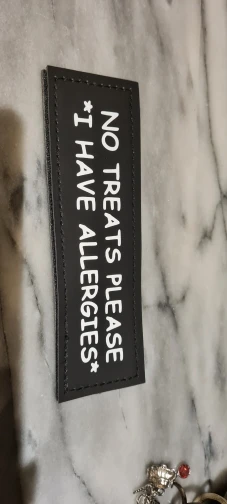 NO TREATS PLEASE
*I HAVE ALLERGIES*